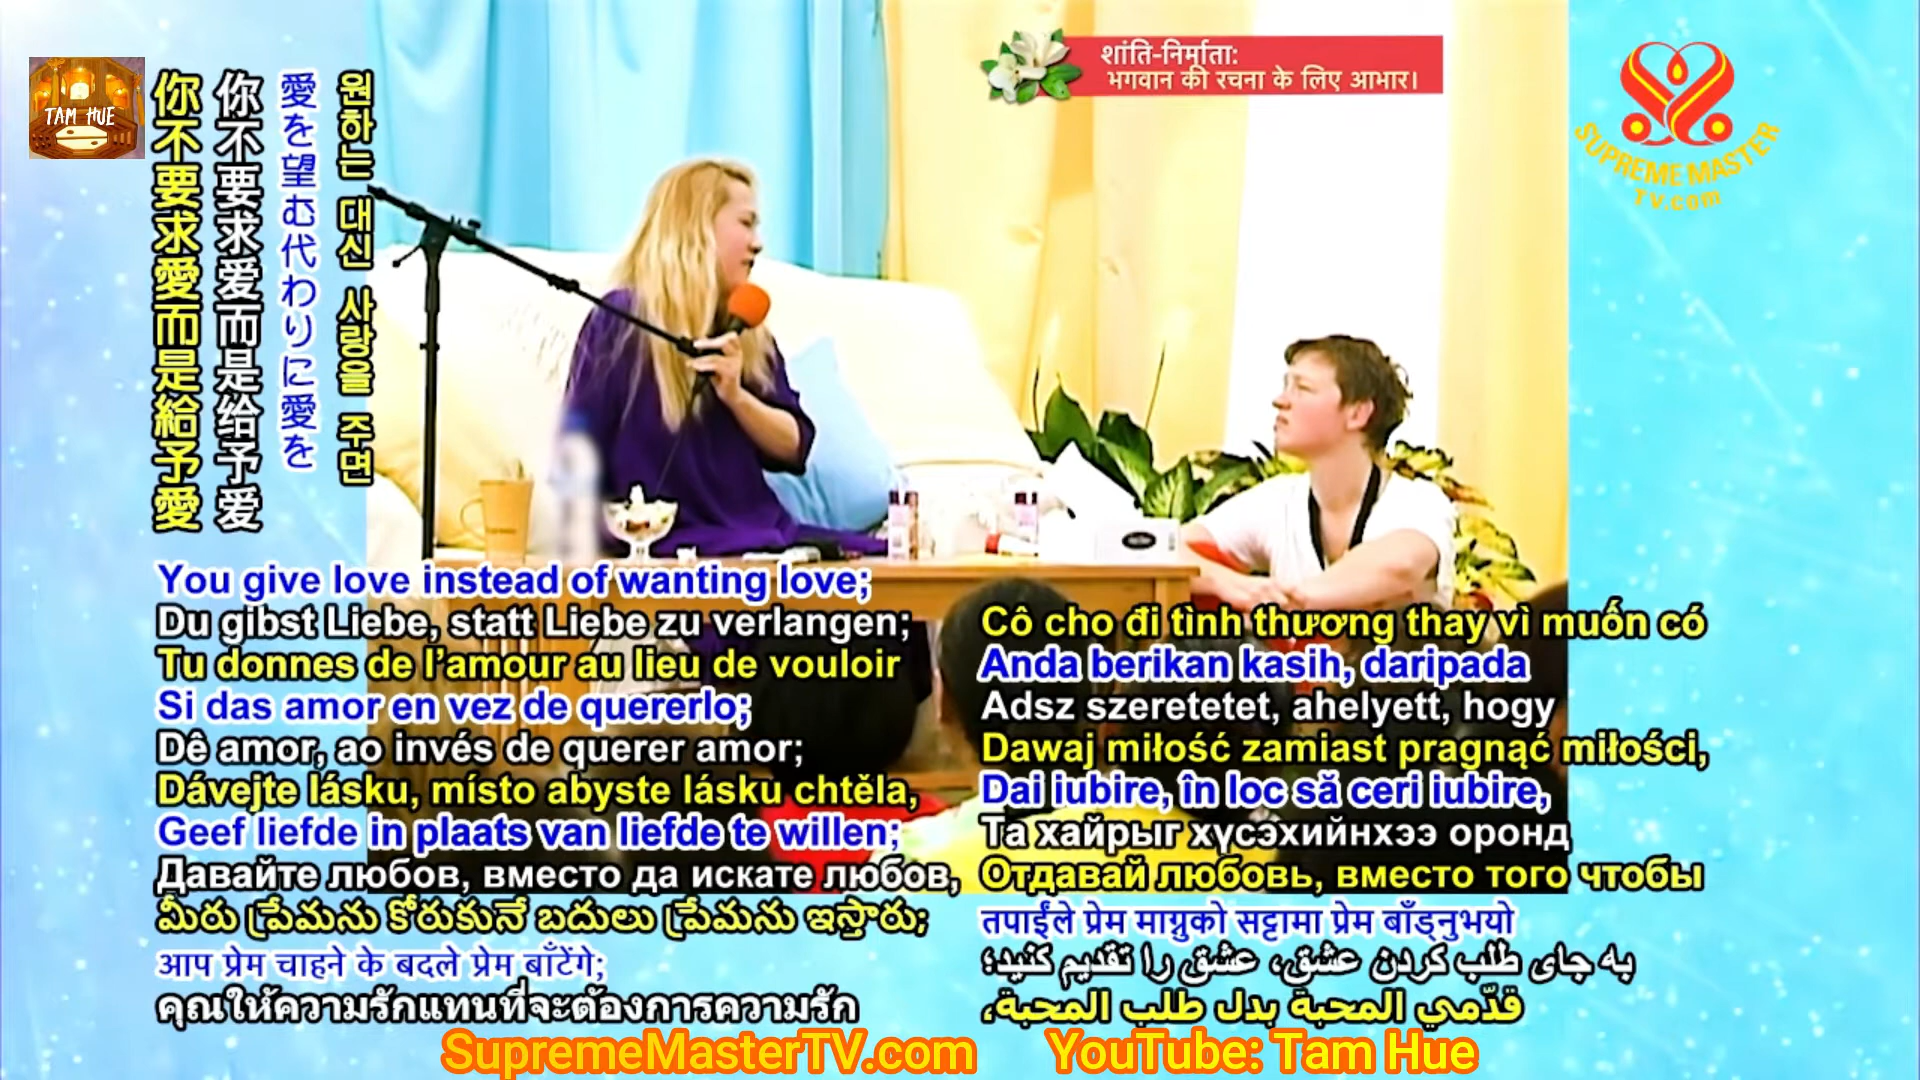 TAM HUE
शांति-निर्माता:
भगवान की रचना के लिए आभार।
SUPREME MASTER
TV.com
你不要求愛而是給予愛
你不要求爱而是给予爱
愛を望む代わりに愛を
원하는 대신 사랑을 주면
You give love instead of wanting love;
Du gibst Liebe, statt Liebe zu verlangen;
Tu donnes de l'amour au lieu de vouloir
Si das amor en vez de quererlo;
Dê amor, ao invés de querer amor;
Dávejte lásku, místo abyste lásku chtěla,
Geef liefde in plaats van liefde te willen;
Давайте любов, вместо да искате любов,
మీరు ప్రేమను కోరుకునే బదులు ప్రేమను ఇస్తారు;
आप प्रेम चाहने के बदले प्रेम बाँटेंगे;
คุณให้ความรักแทนที่จะต้องการความรัก
Cô cho đi tình thương thay vì muốn có
Anda berikan kasih, daripada
Adsz szeretetet, ahelyett, hogy
Dawaj miłość zamiast pragnąć miłości,
Dai iubire, în loc să ceri iubire,
Та хайрыг хүсэхийнхээ оронд
Отдавай любовь, вместо того чтобы
तपाईंले प्रेम माग्नुको सट्टामा प्रेम बाँड्नुभयो
به جای طلب کردن عشق، عشق را تقدیم کنید؛
قدّمي المحبة بدل طلب المحبة،
SupremeMasterTV.com YouTube: Tam Hue